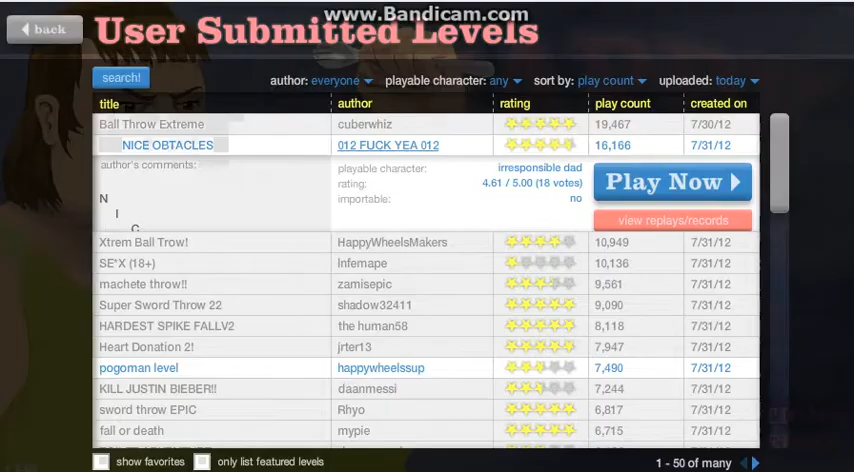 www.Bandicam.com
back
User Submitted Levels
search!
author: everyone playable character: any sort by: play count uploaded: today
title author rating play count created on
Ball Throw Extreme cuberwhiz 19,467 7/30/12
NICE OBTACLES 012 FUCK YEA 012 16,166 7/31/12
author's comments:
N
I
C
playable character: irresponsible dad
rating: 4.61 / 5.00 (18 votes)
importable: no
Play Now
view replays/records
Xtrem Ball Trow! HappyWheelsMakers 10,949 7/31/12
SE*X (18+) Infemape 10,136 7/31/12
machete throw!! zamisepic 9,561 7/31/12
Super Sword Throw 22 shadow32411 9,090 7/31/12
HARDEST SPIKE FALLV2 the human58 8,118 7/31/12
Heart Donation 2! jrter13 7,947 7/31/12
pogoman level happywheelssup 7,490 7/31/12
KILL JUSTIN BIEBER!! daanmessi 7,244 7/31/12
sword throw EPIC Rhyo 6,817 7/31/12
fall or death mypie 6,715 7/31/12
show favorites only list featured levels 1 - 50 of many